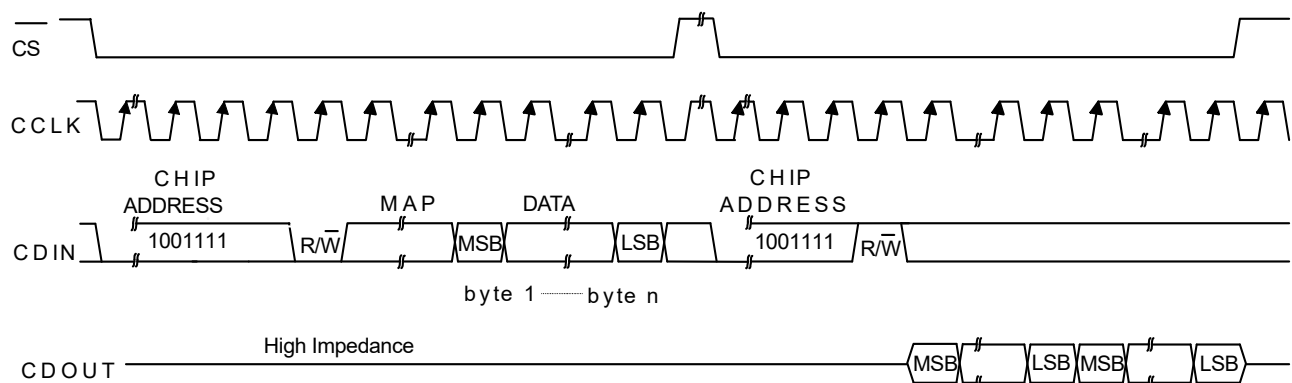 CS
CCLK
CHIP
ADDRESS
MAP
DATA
CHIP
ADDRESS
CDIN
1001111
R/W
MSB
LSB
1001111
R/W
byte 1
byte n
High Impedance
CDOUT
MSB
LSB
MSB
LSB